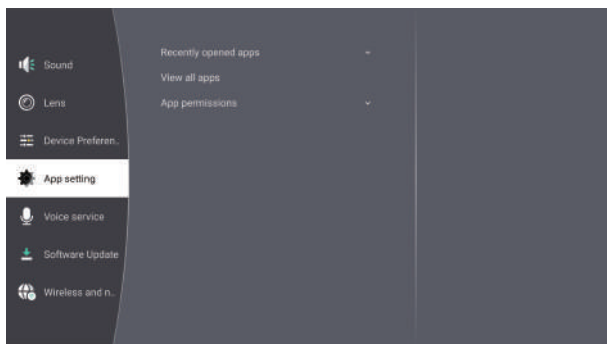 Sound
Lens
Device Preferen..
App setting
Voice service
Software Update
Wireless and n..
Recently opened apps
View all apps
App permissions